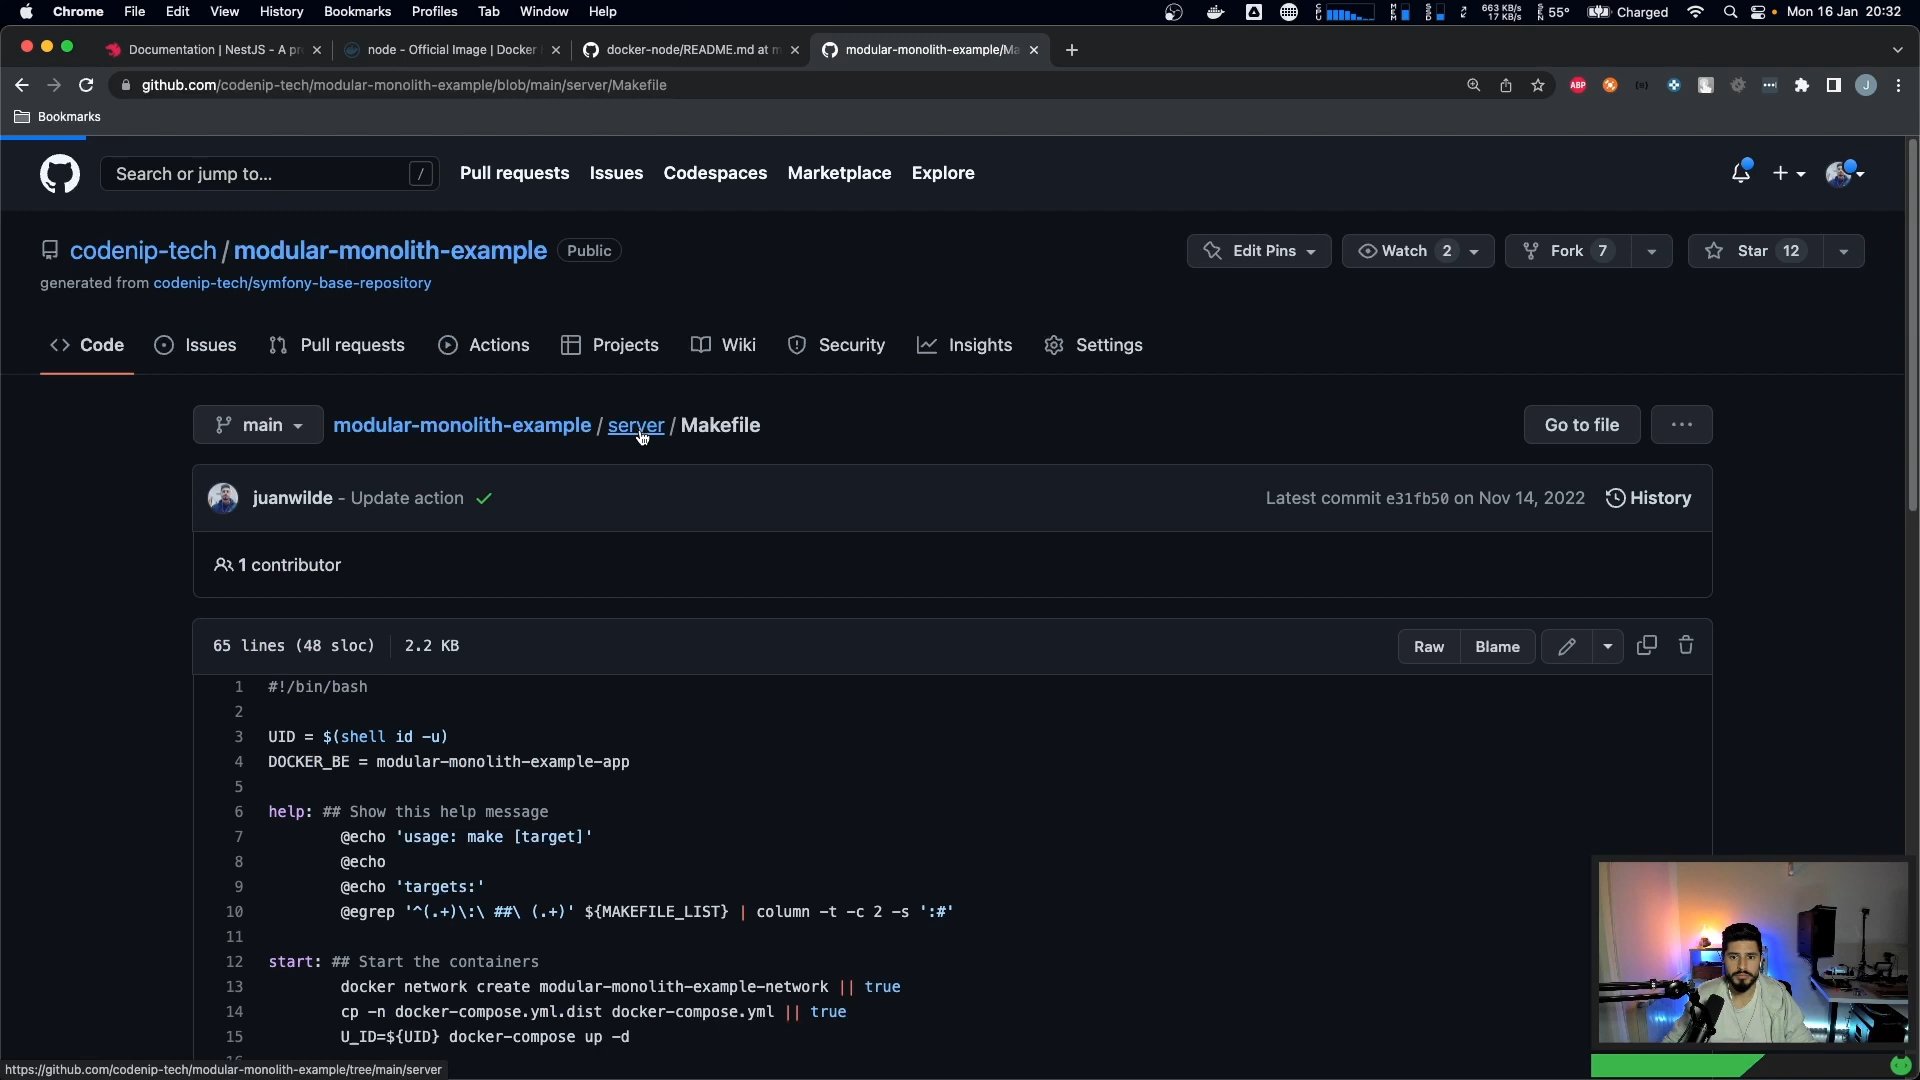 Chrome File Edit View History Bookmarks Profiles Tab Window Help
663 KB/s 17 KB/s 55° Charged Mon 16 Jan 20:32
Documentation | NestJS - A pr
node - Official Image | Docker
docker-node/README.md at m
modular-monolith-example/Ma
github.com/codenip-tech/modular-monolith-example/blob/main/server/Makefile
ABP
J
Bookmarks
Search or jump to... /
Pull requests Issues Codespaces Marketplace Explore
codenip-tech / modular-monolith-example Public
Edit Pins Watch 2 Fork 7 Star 12
generated from codenip-tech/symfony-base-repository
Code Issues Pull requests Actions Projects Wiki Security Insights Settings
main modular-monolith-example / server / Makefile
Go to file ...
juanwilde - Update action
Latest commit e31fb50 on Nov 14, 2022 History
1 contributor
65 lines (48 sloc) 2.2 KB
Raw Blame
1 #!/bin/bash
2
3 UID = $(shell id -u)
4 DOCKER_BE = modular-monolith-example-app
5
6 help: ## Show this help message
7 @echo 'usage: make [target]'
8 @echo
9 @echo 'targets:'
10 @egrep '^(.+)\:\ ##\ (.+)' ${MAKEFILE_LIST} | column -t -c 2 -s ':#'
11
12 start: ## Start the containers
13 docker network create modular-monolith-example-network || true
14 cp -n docker-compose.yml.dist docker-compose.yml || true
15 U_ID=${UID} docker-compose up -d
https://github.com/codenip-tech/modular-monolith-example/tree/main/server